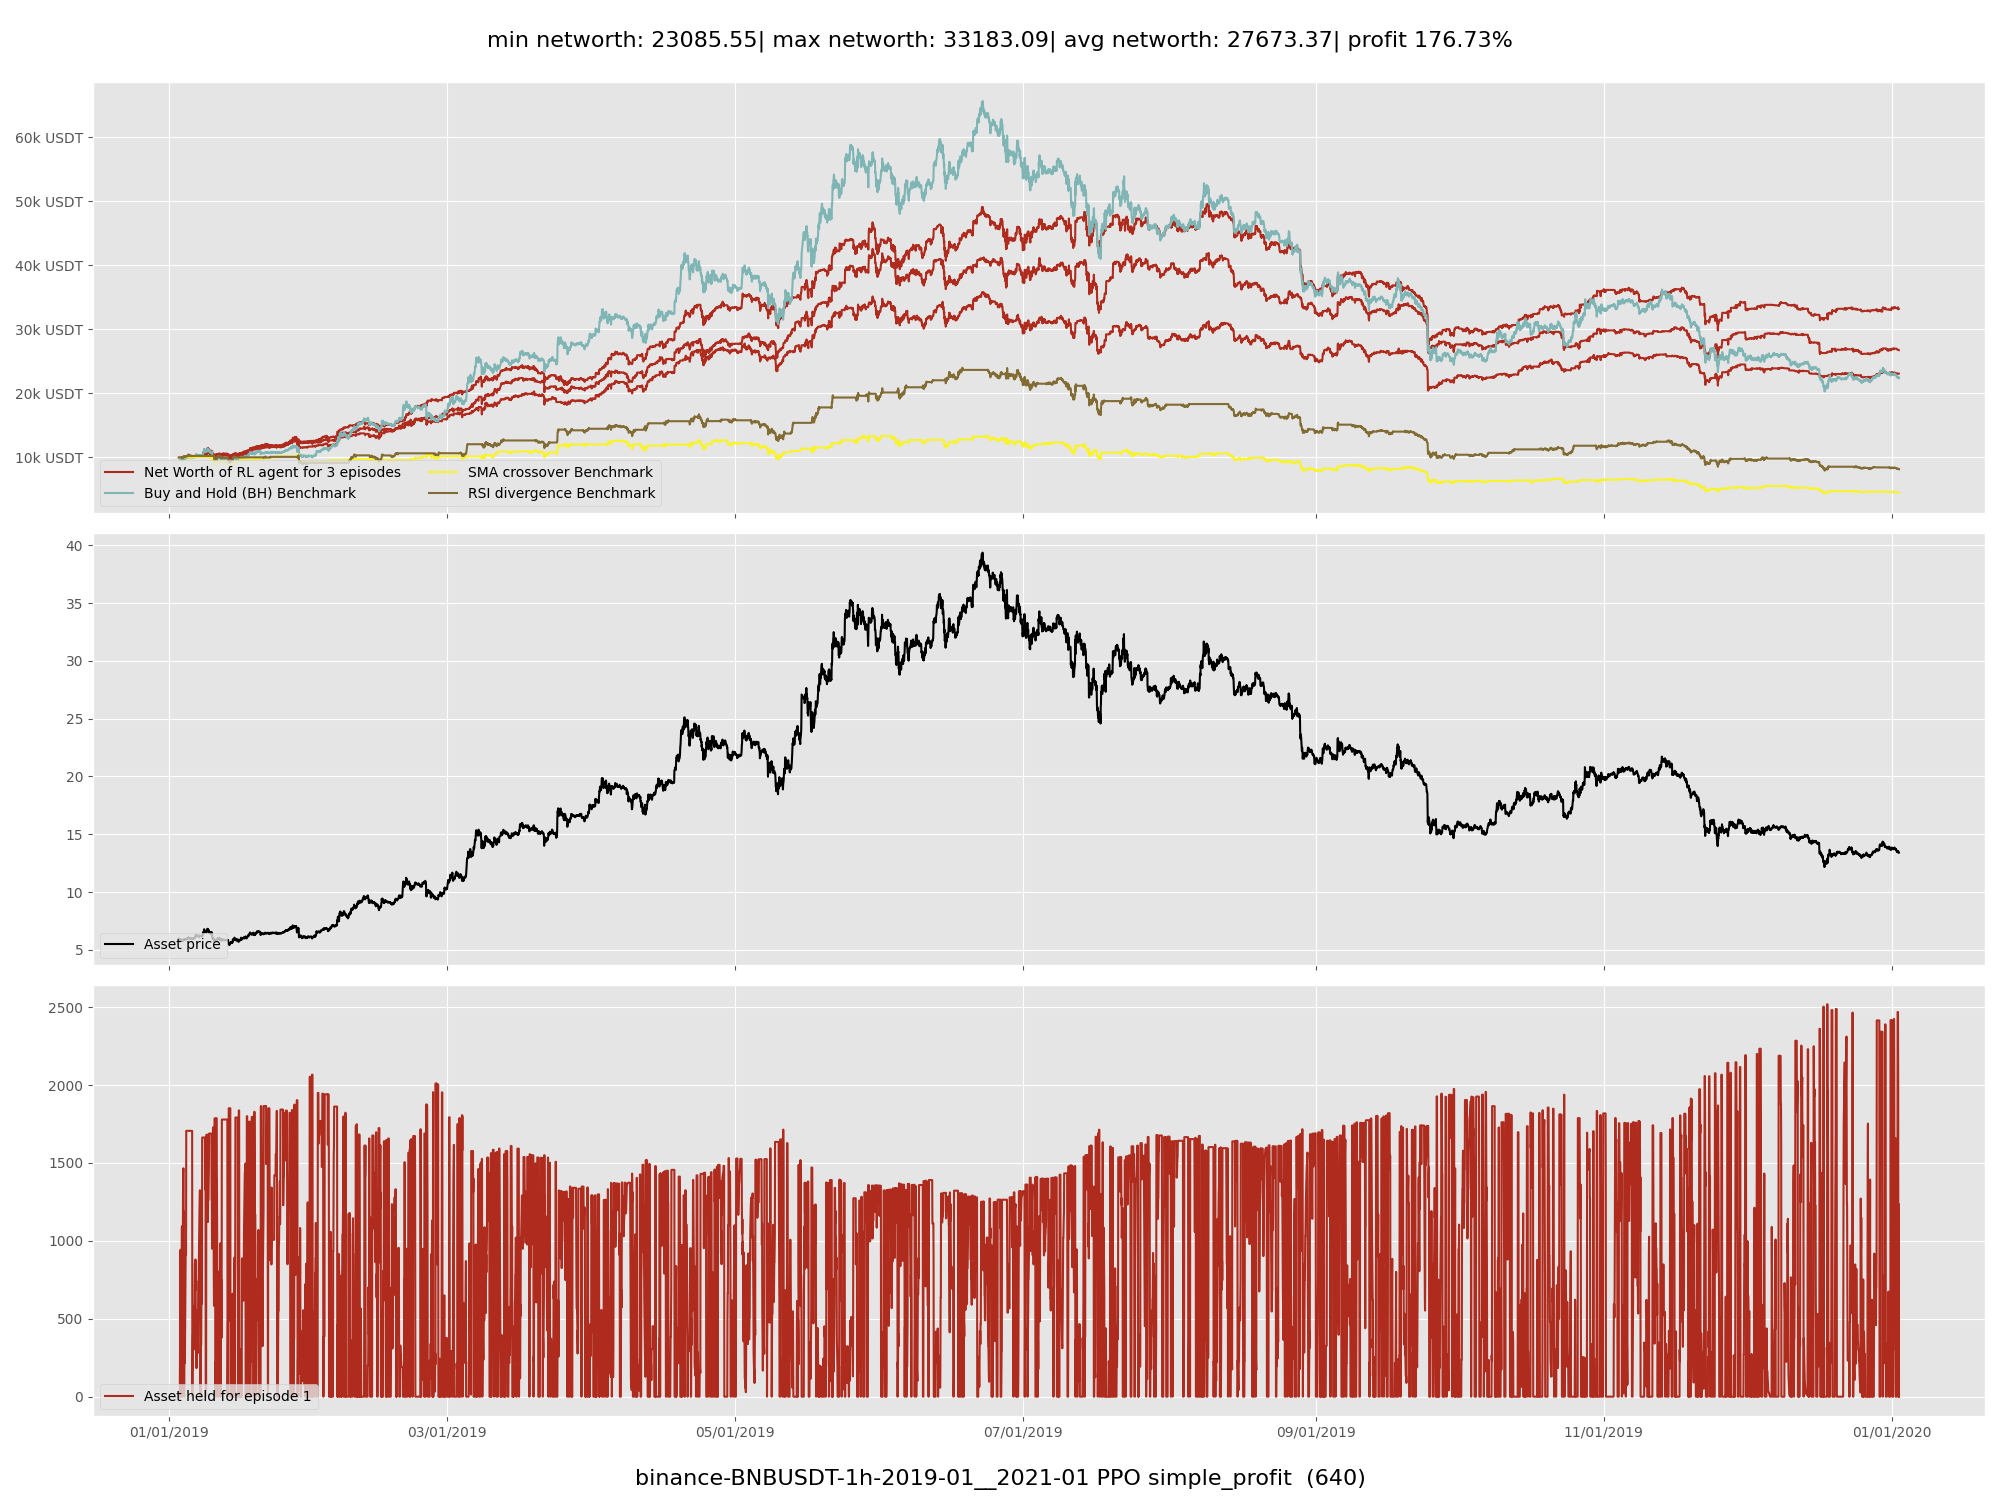 min networth: 23085.55| max networth: 33183.09| avg networth: 27673.37| profit 176.73%
60k USDT
50k USDT
40k USDT
30k USDT
20k USDT
10k USDT
Net Worth of RL agent for 3 episodes
Buy and Hold (BH) Benchmark
SMA crossover Benchmark
RSI divergence Benchmark
40
35
30
25
20
15
10
5
Asset price
2500
2000
1500
1000
500
0
Asset held for episode 1
01/01/2019 03/01/2019 05/01/2019 07/01/2019 09/01/2019 11/01/2019 01/01/2020
binance-BNBUSDT-1h-2019-01__2021-01 PPO simple_profit (640)